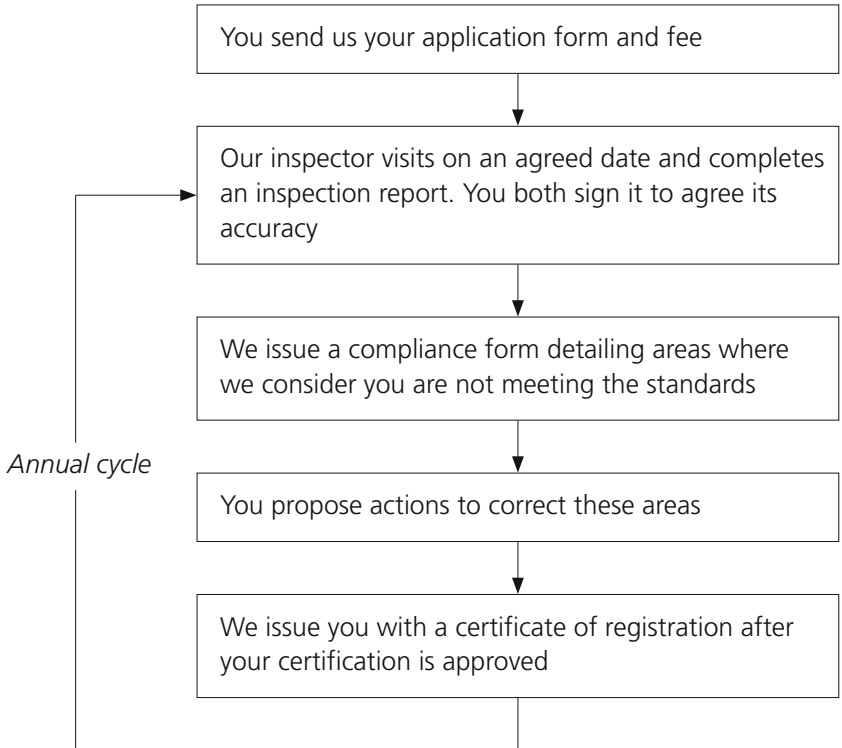 You send us your application form and fee
Our inspector visits on an agreed date and completes
an inspection report. You both sign it to agree its
accuracy
We issue a compliance form detailing areas where
we consider you are not meeting the standards
Annual cycle
You propose actions to correct these areas
We issue you with a certificate of registration after
your certification is approved